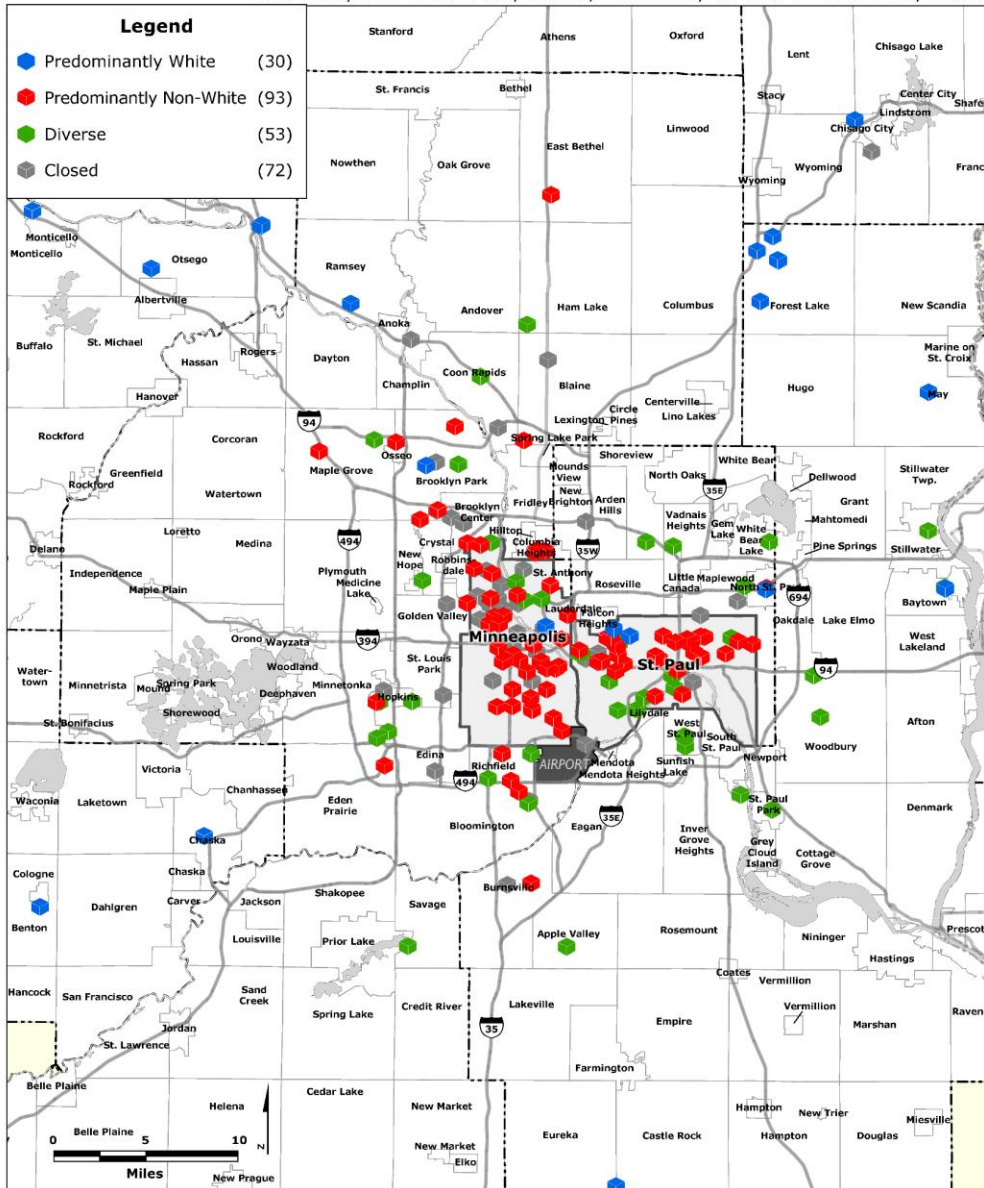 Legend
Predominantly White (30)
Predominantly Non-White (93)
Diverse (53)
Closed (72)
Stanford
Athens
Oxford
Lent
Chisago Lake
St. Francis
Bethel
Stacy
Center City
Lindstrom
Chisago City
Linwood
East Bethel
Nowthen
Oak Grove
Wyoming
Wyoming
Monticello
Monticello
Otsego
Albertville
Ramsey
Andover
Ham Lake
Columbus
Forest Lake
New Scandia
Anoka
Buffalo
St. Michael
Hassan
Rogers
Dayton
Marine on
St. Croix
Champlin
Coon Rapids
Blaine
Hugo
May
Hanover
Centerville
Lino Lakes
Circle
Pines
Lexington
94
Rockford
Corcoran
Spring Lake Park
Maple Grove
Osseo
Shoreview
White Bear
Greenfield
Rockford
Brooklyn Park
Mounds
View
North Oaks
Dellwood
Stillwater
Twp.
Watertown
New
Brighton
Arden
Hills
35E
Grant
Brooklyn
Center
Fridley
Vadnais
Heights
Gem
Lake
White
Bear
Lake
Mahtomedi
Loretto
Medina
Crystal
Hilltop
Columbia
Heights
35W
Stillwater
Delano
494
New
Hope
Robbins-
dale
St. Anthony
Pine Springs
Independence
Plymouth
Medicine
Lake
Roseville
Little
Canada
Maplewood
North St. P
694
Baytown
Maple Plain
Golden Valley
Lauderdale
Falcon
Heights
Oakdale
Lake Elmo
Minneapolis
394
Orono
Wayzata
Woodland
St. Louis
Park
St. Paul
West
Lakeland
94
Water-
town
Minnetrista
Mound
Spring Park
Deephaven
Minnetonka
Hopkins
Shorewood
St. Bonifacius
Lilydale
Afton
West
St. Paul
South
St. Paul
Woodbury
Edina
Richfield
AIRPORT
Mendota
Mendota Heights
Sunfish
Lake
Newport
Victoria
494
Waconia
Laketown
Chanhassen
Eden
Prairie
St. Paul
Park
Denmark
Bloomington
Eagan
35E
Inver
Grove
Heights
Chaska
Grey
Cloud
Island
Cottage
Grove
Cologne
Chaska
Carver
Jackson
Shakopee
Savage
Burnsville
Benton
Dahlgren
Louisville
Prior Lake
Apple Valley
Rosemount
Nininger
Prescot
Hastings
Hancock
San Francisco
Sand
Creek
Spring Lake
Credit River
Lakeville
Coates
Vermillion
Vermillion
Empire
Marshan
Raven
Jordan
St. Lawrence
35
Farmington
Belle Plaine
Cedar Lake
Helena
New Market
Hampton
New Trier
Miesville
Belle Plaine
Eureka
Castle Rock
Hampton
Douglas
0 5 10
Miles
N
New Market
Elko
New Prague